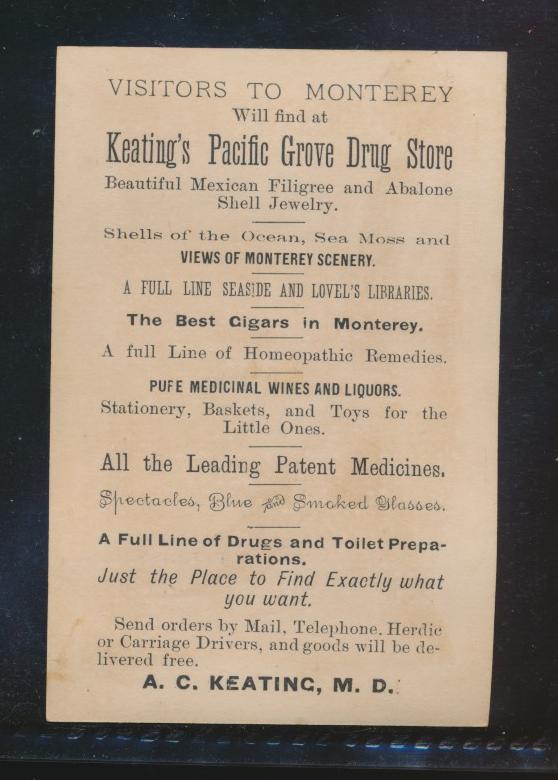 VISITORS TO MONTEREY
Will find at
Keating's Pacific Grove Drug Store
Beautiful Mexican Filigree and Abalone
Shell Jewelry.
Shells of the Ocean, Sea Moss and
VIEWS OF MONTEREY SCENERY.
A FULL LINE SEASIDE AND LOVEL'S LIBRARIES.
The Best Cigars in Monterey.
A full Line of Homeopathic Remedies.
PUFE MEDICINAL WINES AND LIQUORS.
Stationery, Baskets, and Toys for the
Little Ones.
All the Leading Patent Medicines.
Spectacles, Blue and Smoked Glasses.
A Full Line of Drugs and Toilet Prepa-
rations.
Just the Place to Find Exactly what
you want.
Send orders by Mail, Telephone. Herdic
or Carriage Drivers, and goods will be de-
livered free.
A. C. KEATING, M. D.